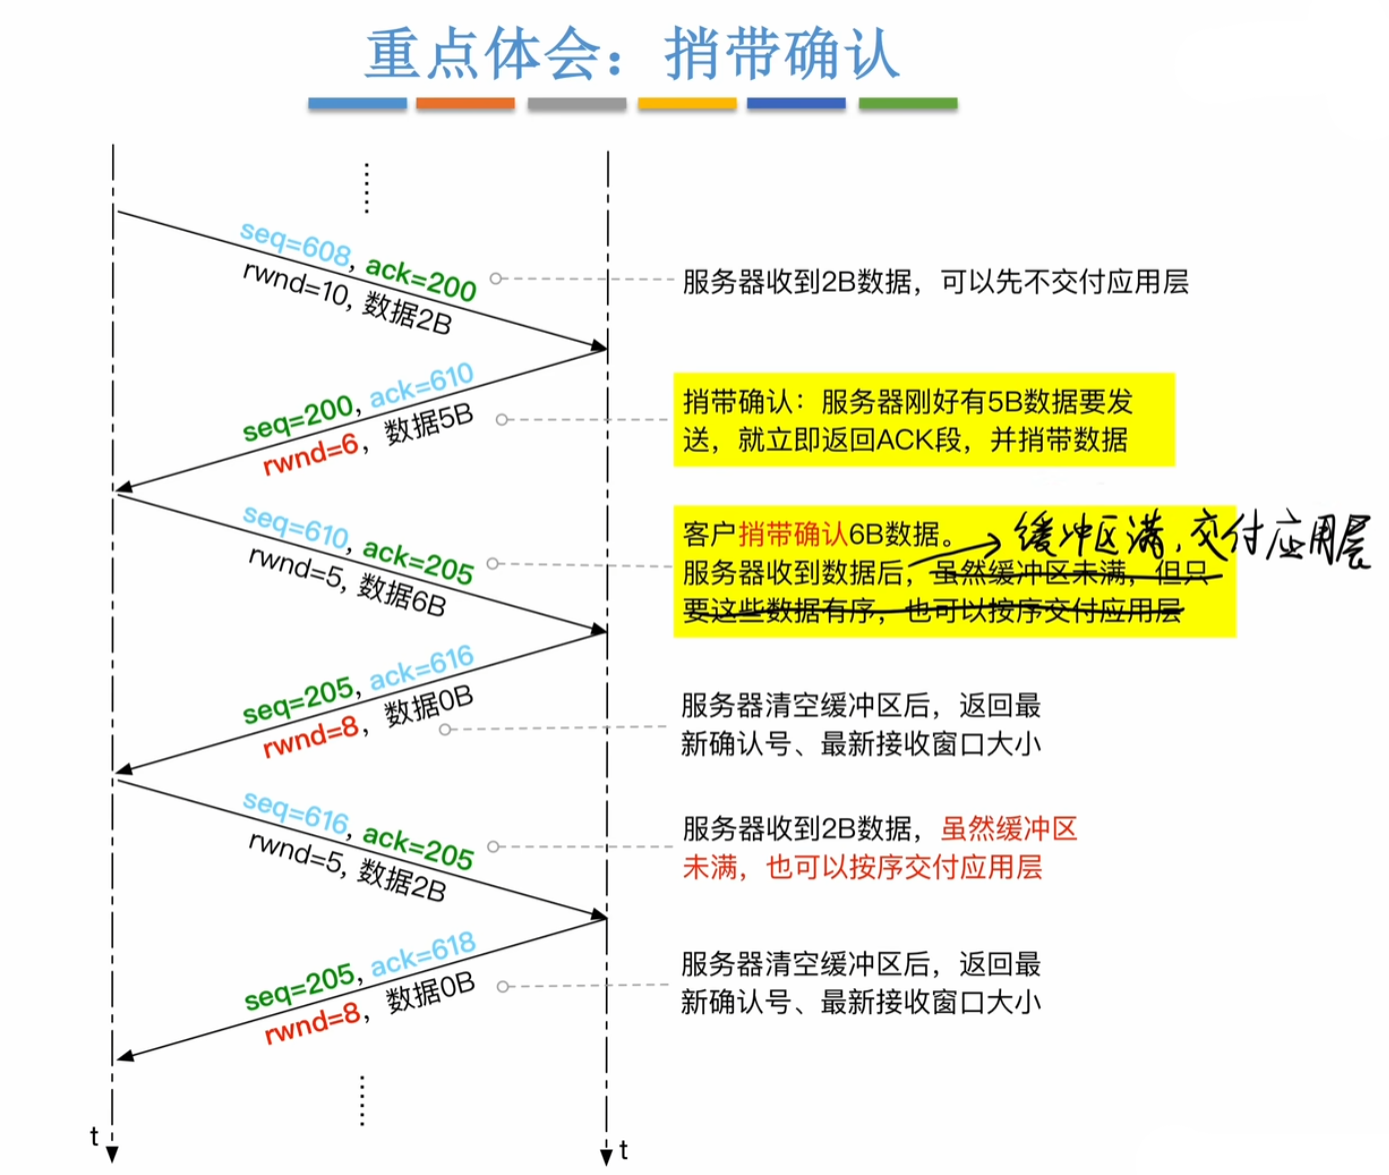 重点体会：捎带确认
seq=608, ack=200
rwnd=10, 数据2B
服务器收到2B数据，可以先不交付应用层
seq=200, ack=610
rwnd=6, 数据5B
捎带确认：服务器刚好有5B数据要发
送，就立即返回ACK段，并捎带数据
seq=610, ack=205
rwnd=5, 数据6B
客户捎带确认6B数据。
缓冲区满，交付应用层
服务器收到数据后，虽然缓冲区未满，但只
要这些数据有序，也可以按序交付应用层
seq=205, ack=616
rwnd=8, 数据0B
服务器清空缓冲区后，返回最
新确认号、最新接收窗口大小
seq=616, ack=205
rwnd=5, 数据2B
服务器收到2B数据，虽然缓冲区
未满，也可以按序交付应用层
seq=205, ack=618
rwnd=8, 数据0B
服务器清空缓冲区后，返回最
新确认号、最新接收窗口大小
t
t